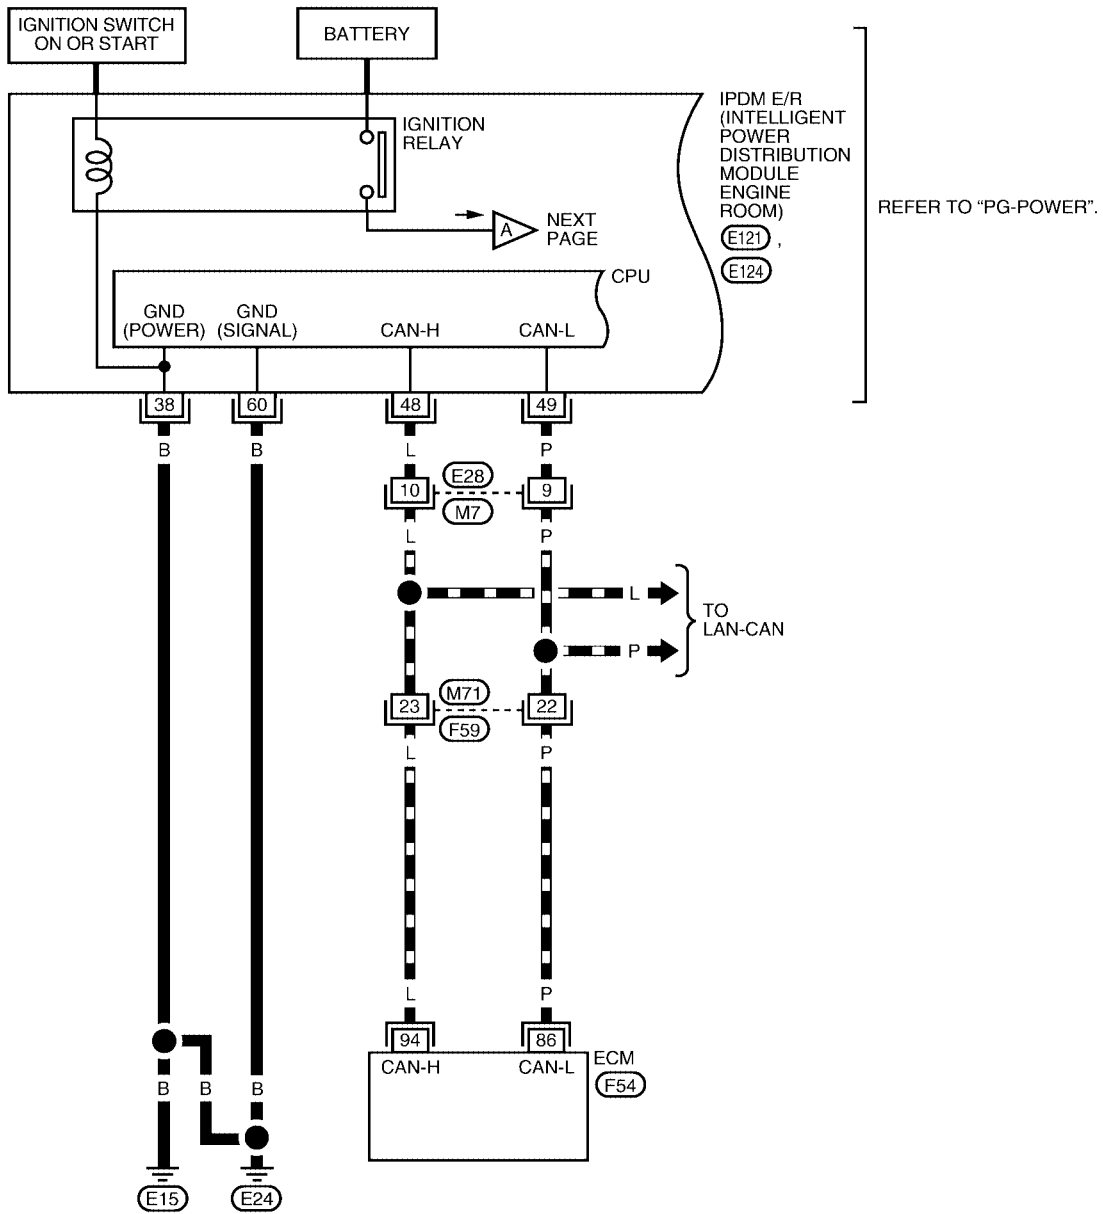 IGNITION SWITCH
ON OR START
BATTERY
IGNITION
RELAY
IPDM E/R
(INTELLIGENT
POWER
DISTRIBUTION
MODULE
ENGINE
ROOM)
E121 ,
E124
REFER TO “PG-POWER”.
A
NEXT
PAGE
CPU
GND
(POWER)
GND
(SIGNAL)
CAN-H
CAN-L
38
60
48
49
B
B
L
P
10
E28
M7
9
L
P
L
P
TO
LAN-CAN
23
M71
F59
22
L
P
L
P
94
86
CAN-H
CAN-L
ECM
F54
B
B
B
E15
E24